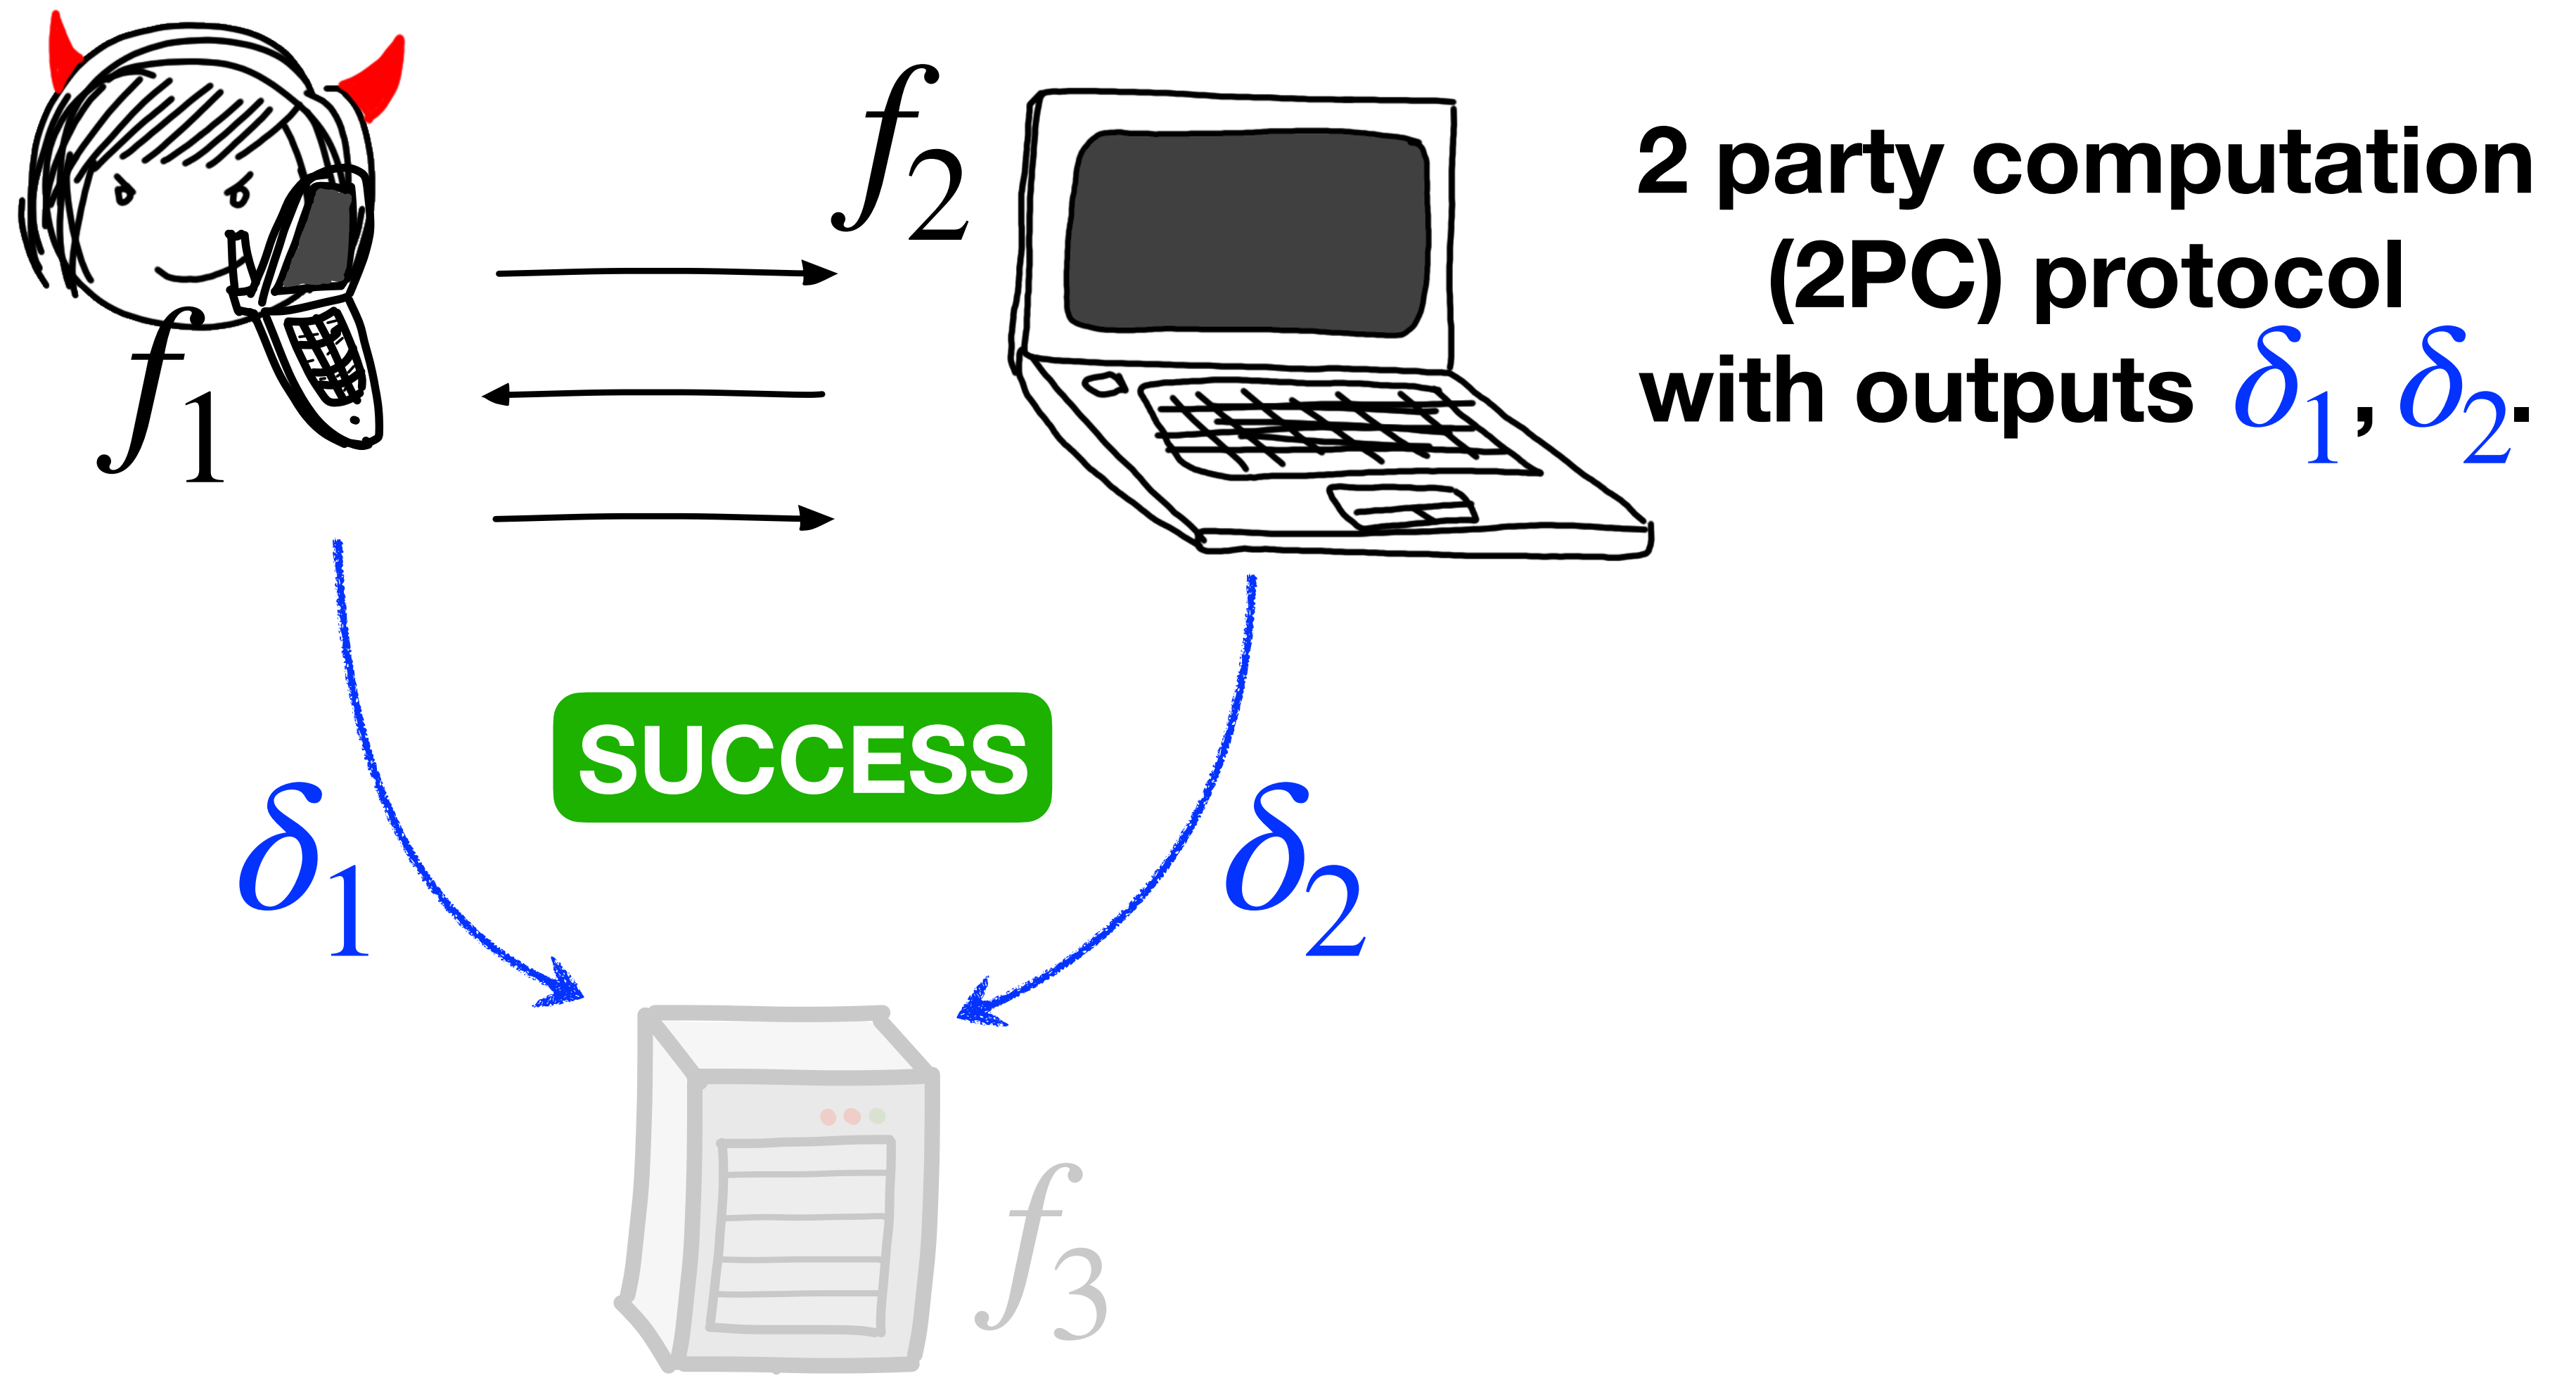 f₂
2 party computation
(2PC) protocol
with outputs δ₁, δ₂.
f₁
SUCCESS
δ₁
δ₂
f₃